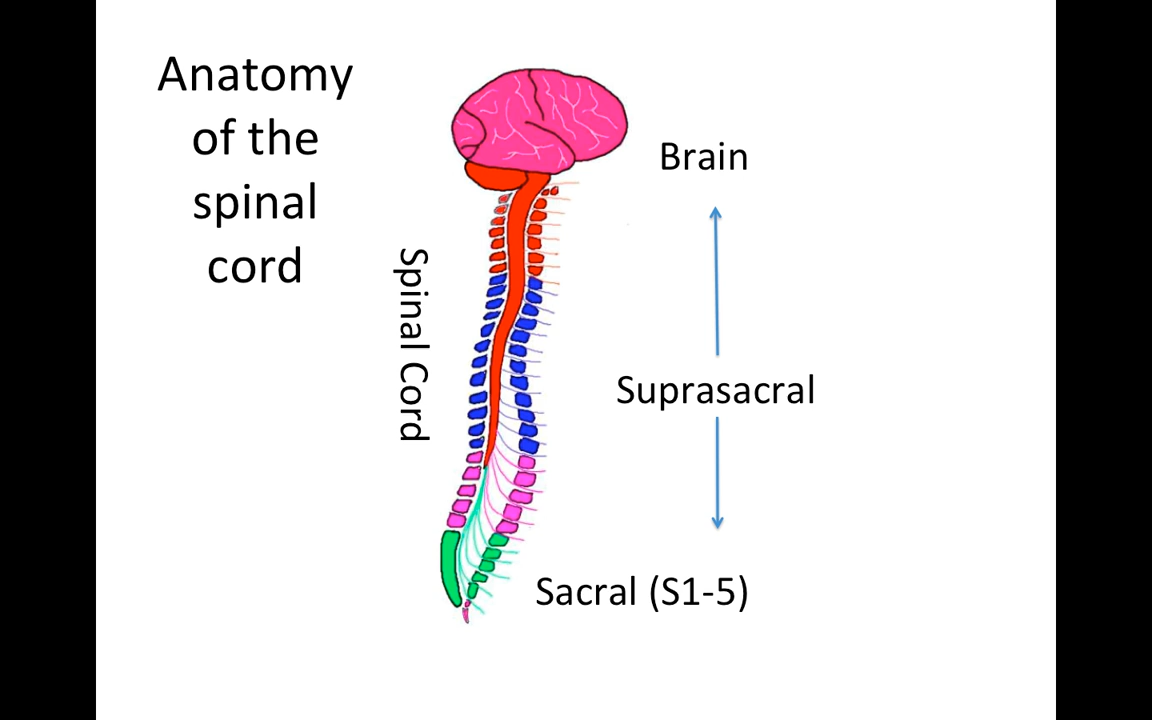 Anatomy
of the
spinal
cord
Spinal Cord
Brain
Suprasacral
Sacral (S1-5)